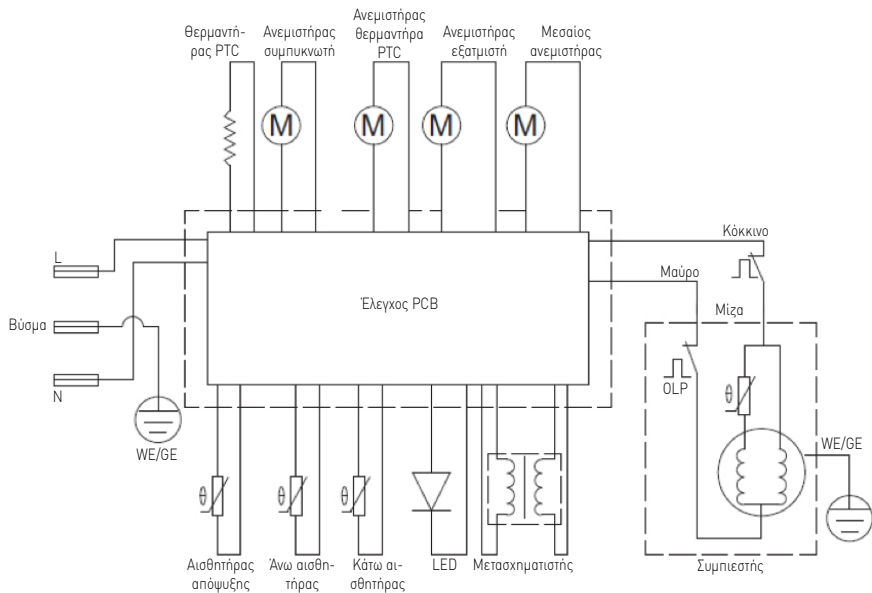 Θερμαντή-
ρας PTC
Ανεμιστήρας
συμπυκνωτή
Ανεμιστήρας
θερμαντήρα
PTC
Ανεμιστήρας
εξατμιστή
Μεσαίος
ανεμιστήρας
M
M
M
M
Κόκκινο
L
Μαύρο
Έλεγχος PCB
Μίζα
Βύσμα
OLP
θ
N
WE/GE
WE/GE
θ
θ
θ
Αισθητήρας
απόψυξης
Άνω αισθη-
τήρας
Κάτω αι-
σθητήρας
LED
Μετασχηματιστής
Συμπιεστής